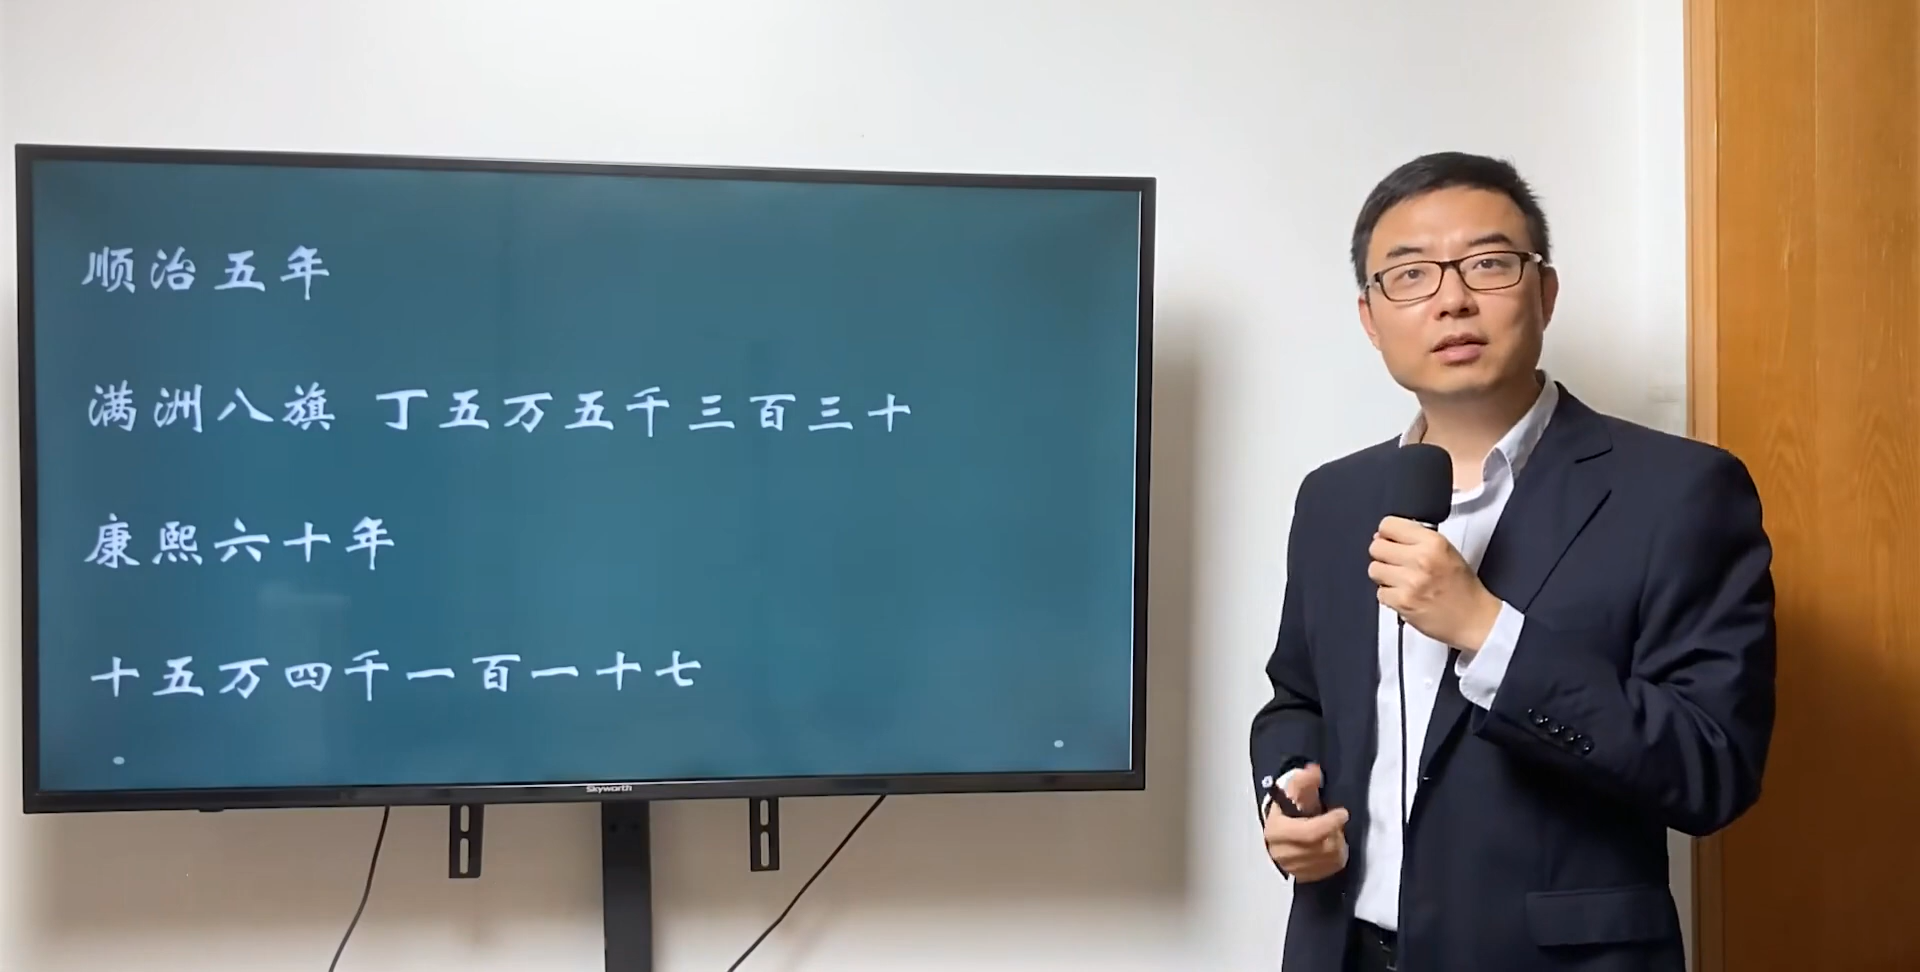 顺治五年
满洲八旗 丁五万五千三百三十
康熙六十年
十五万四千一百一十七
Skyworth